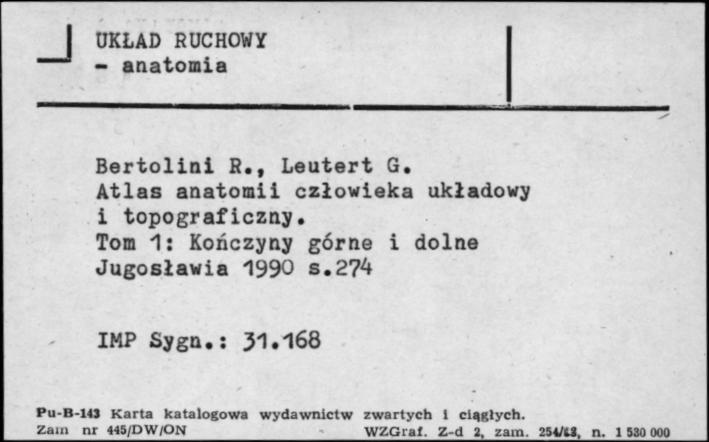 UKŁAD RUCHOWY
- anatomia
Bertolini R., Leutert G.
Atlas anatomii człowieka układowy
i topograficzny.
Tom 1: Kończyny górne i dolne
Jugosławia 1990 s.274
IMP Sygn.: 31.168
Pu-B-143 Karta katalogowa wydawnictw zwartych i ciągłych.
Zam nr 445/DW/ON WZGraf. Z-d 2, zam. n. 1 530 000